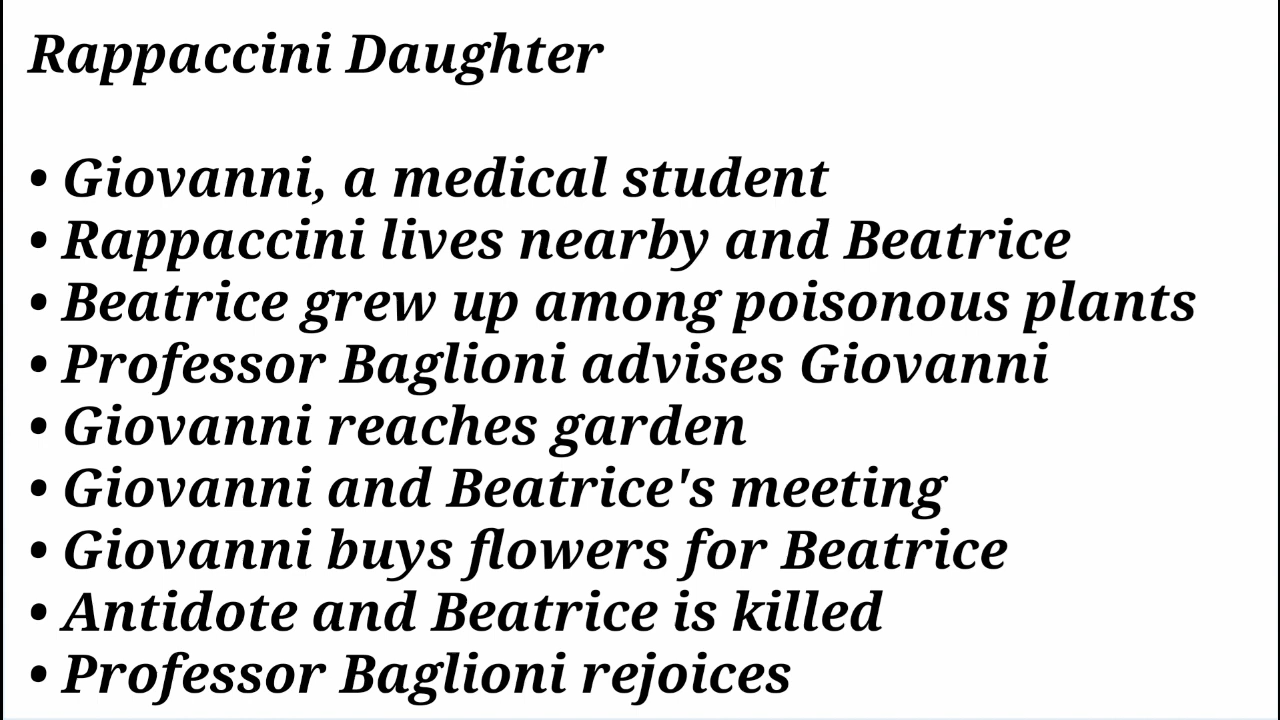 Rappaccini Daughter
• Giovanni, a medical student
• Rappaccini lives nearby and Beatrice
• Beatrice grew up among poisonous plants
• Professor Baglioni advises Giovanni
• Giovanni reaches garden
• Giovanni and Beatrice's meeting
• Giovanni buys flowers for Beatrice
• Antidote and Beatrice is killed
• Professor Baglioni rejoices